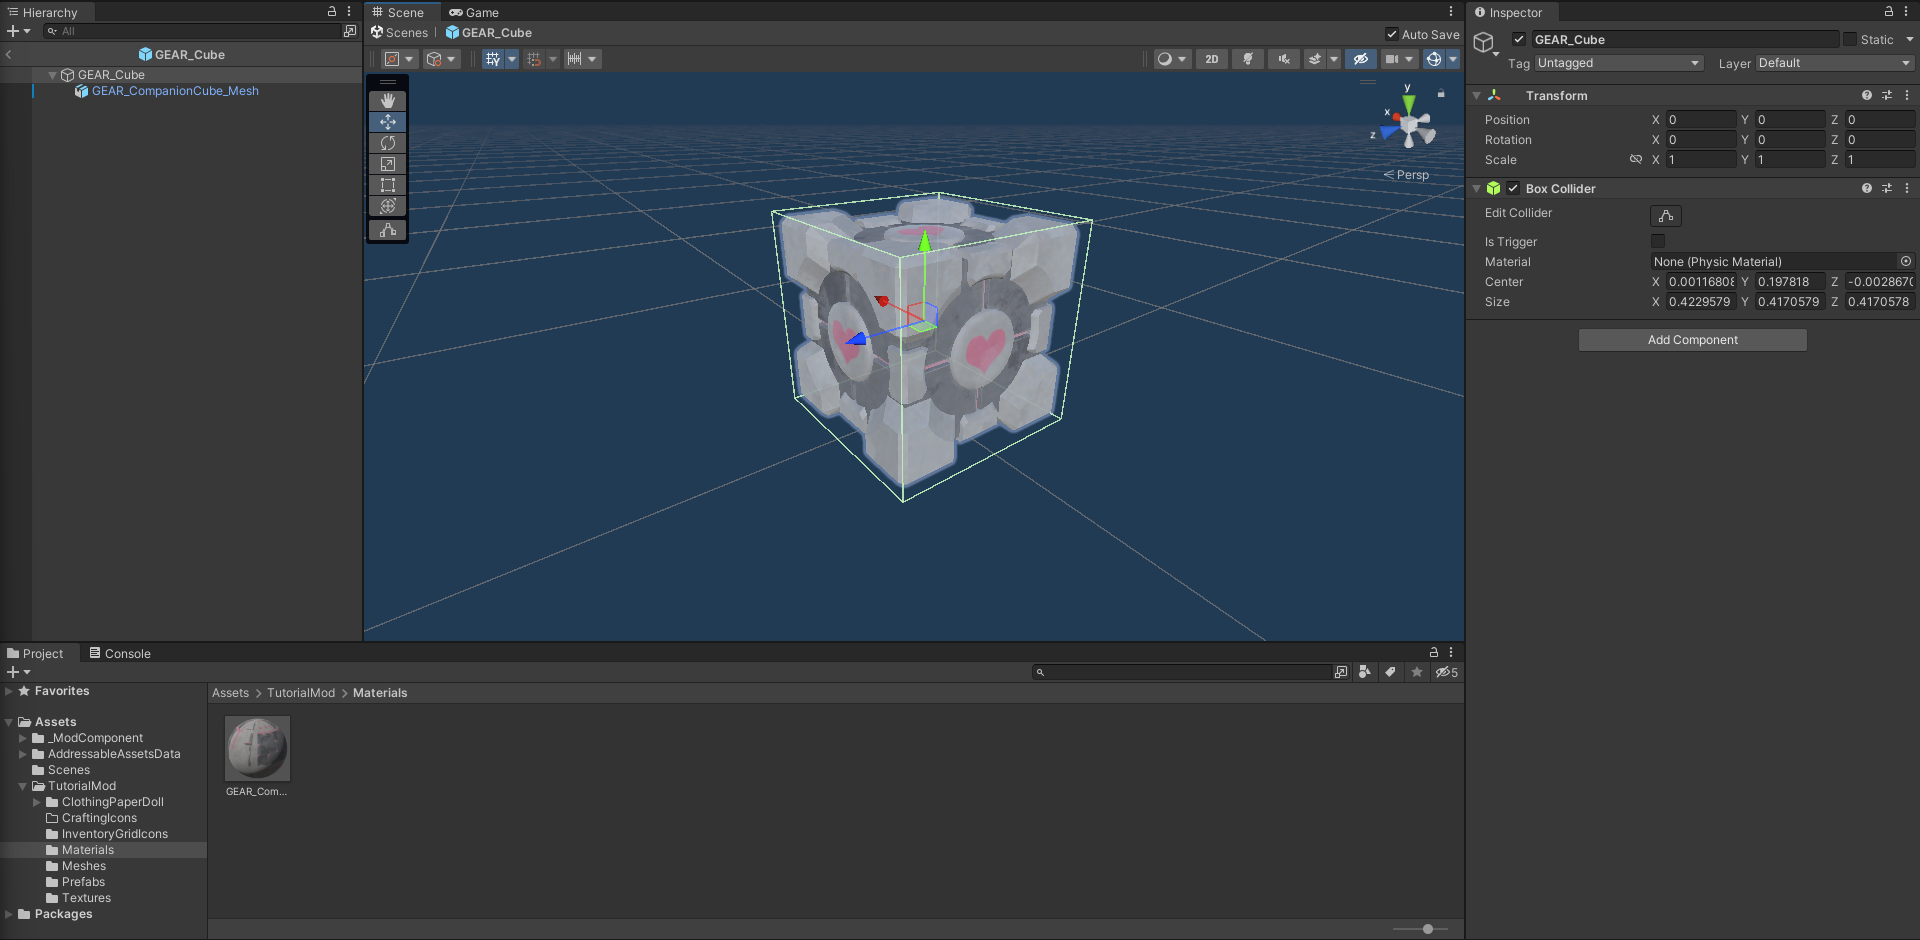 Hierarchy
All
GEAR_Cube
GEAR_Cube
GEAR_CompanionCube_Mesh
Scene
Game
Scenes
GEAR_Cube
Auto Save
2D
y
x
z
Persp
Inspector
GEAR_Cube
Static
Tag
Untagged
Layer
Default
Transform
Position X 0 Y 0 Z 0
Rotation X 0 Y 0 Z 0
Scale X 1 Y 1 Z 1
Box Collider
Edit Collider
Is Trigger
Material None (Physic Material)
Center X 0.0011680 Y 0.197818 Z -0.002867
Size X 0.4229579 Y 0.4170579 Z 0.4170578
Add Component
Project
Console
5
Favorites
Assets
_ModComponent
AddressableAssetsData
Scenes
TutorialMod
ClothingPaperDoll
CraftingIcons
InventoryGridIcons
Materials
Meshes
Prefabs
Textures
Packages
Assets > TutorialMod > Materials
GEAR_Com...